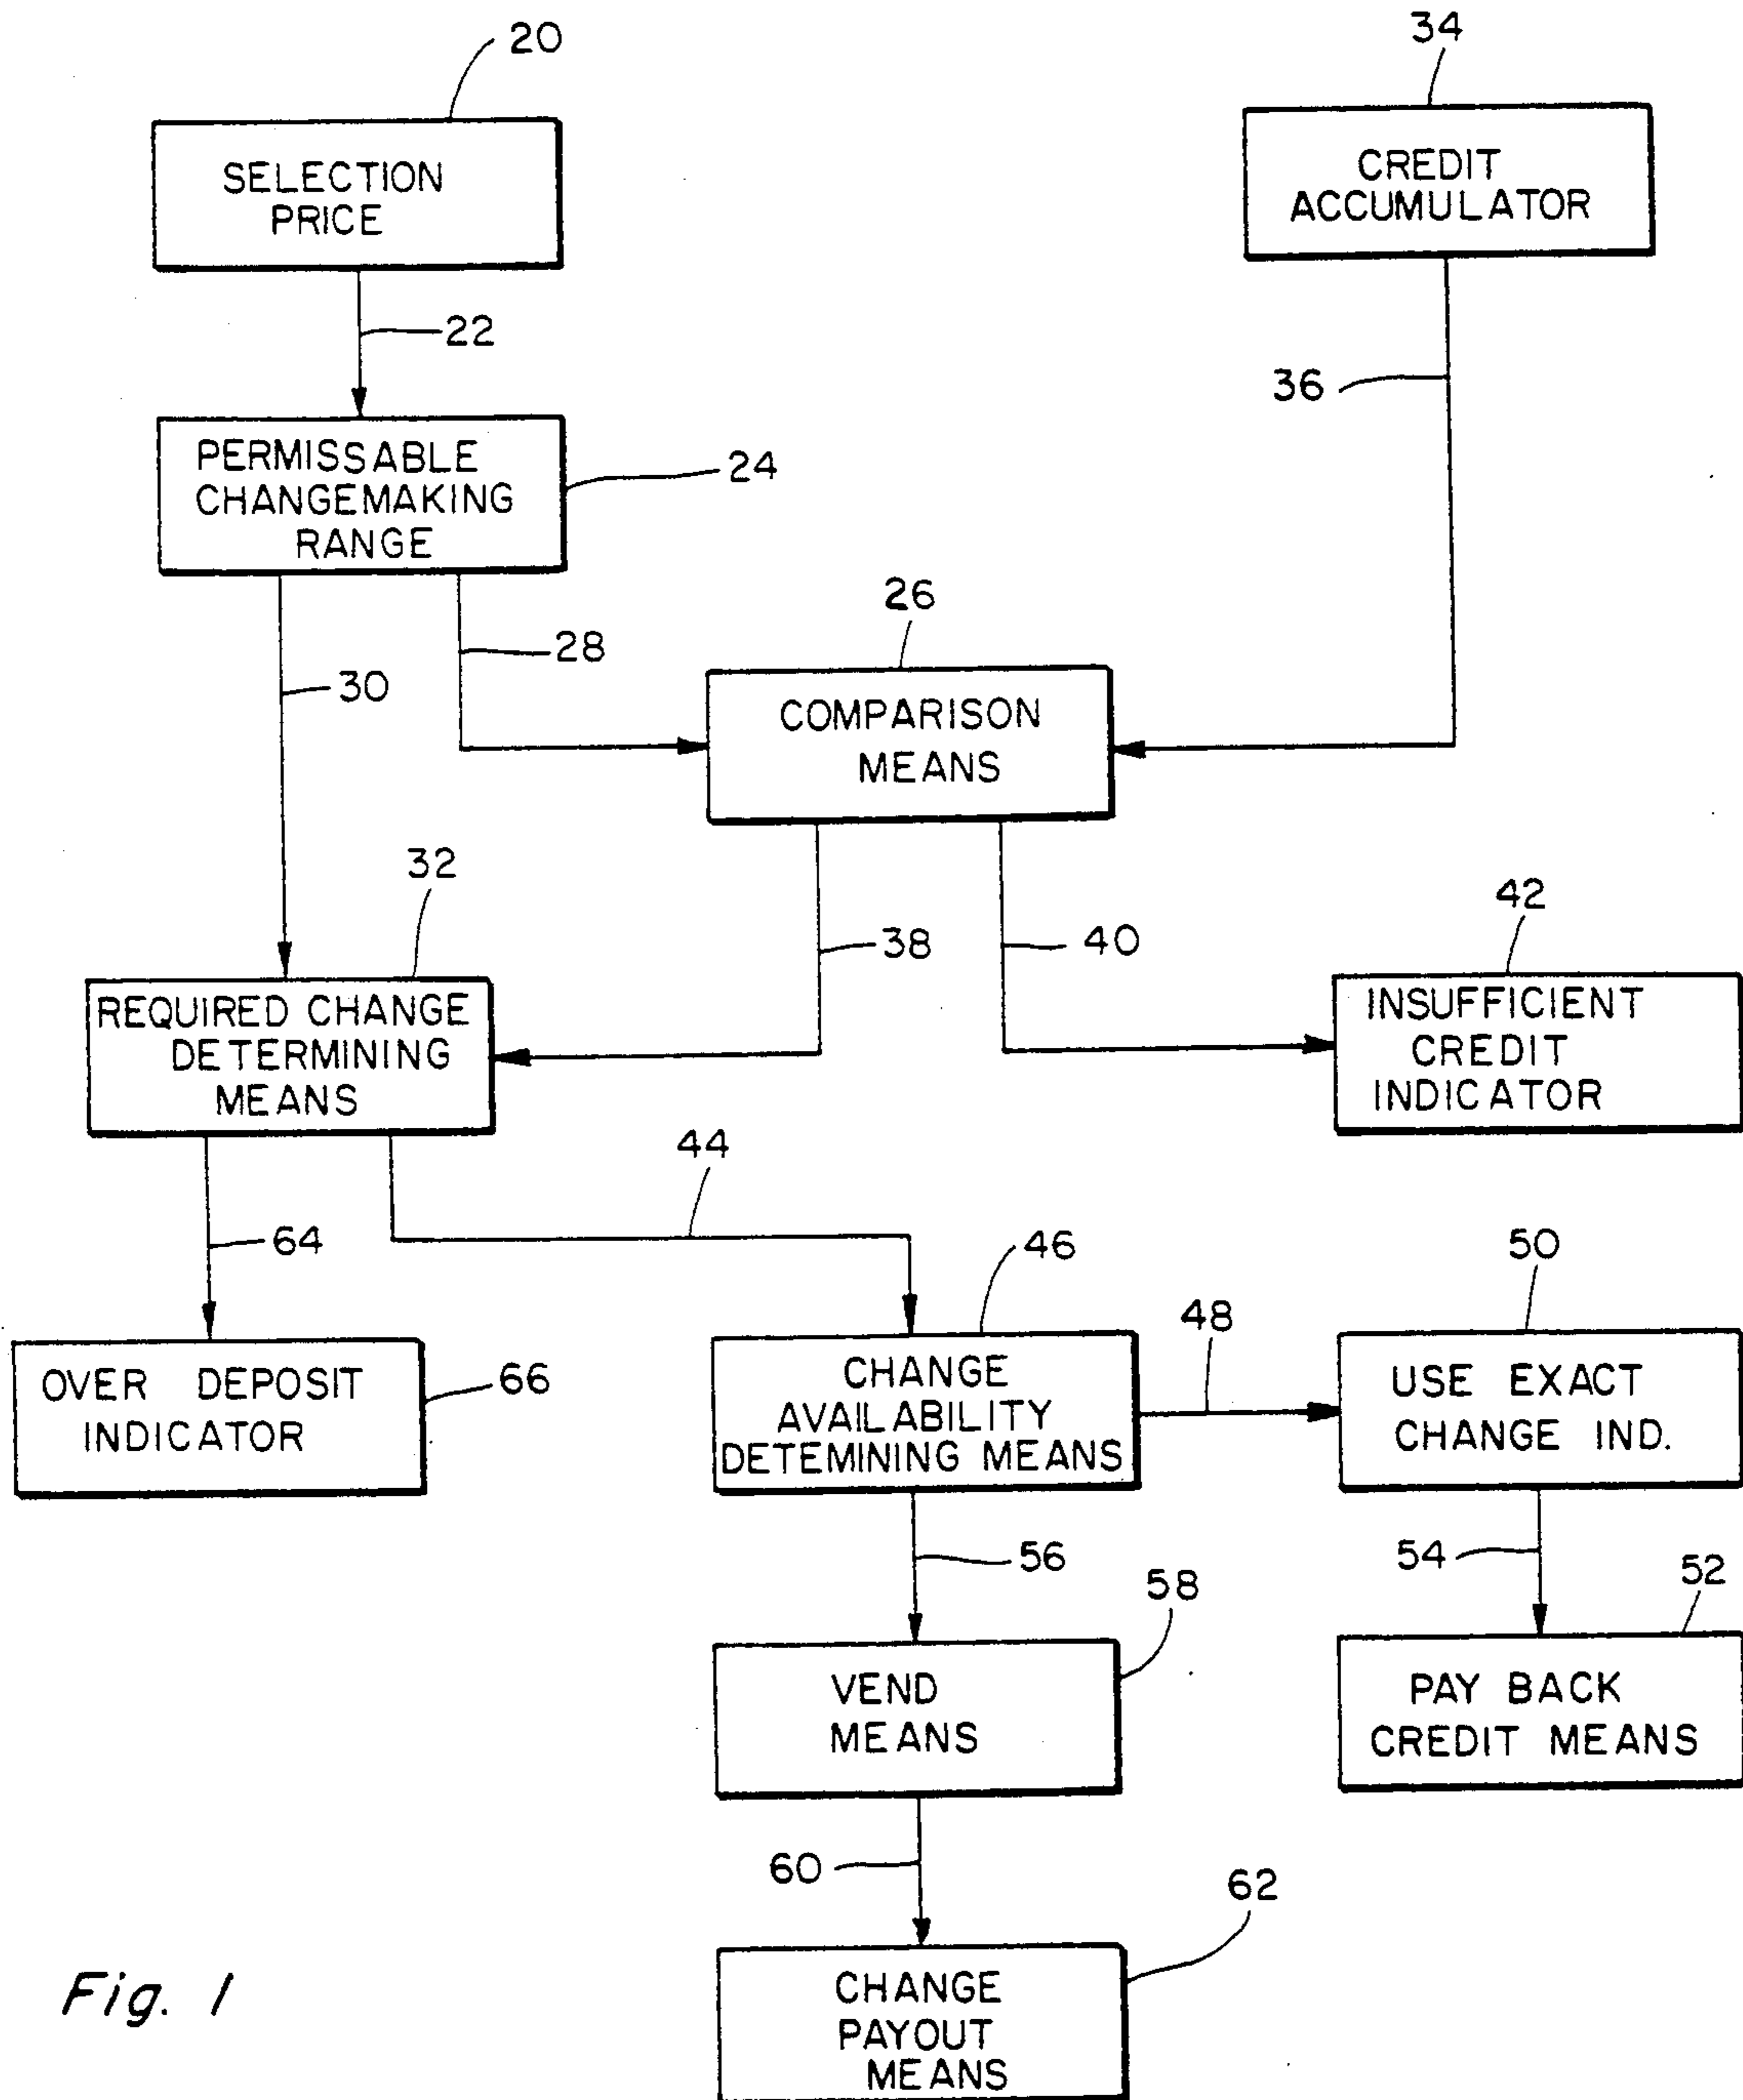 20
34
SELECTION
PRICE
CREDIT
ACCUMULATOR
22
36
PERMISSABLE
CHANGEMAKING
RANGE
24
26
28
30
COMPARISON
MEANS
32
38
40
42
REQUIRED CHANGE
DETERMINING
MEANS
INSUFFICIENT
CREDIT
INDICATOR
44
64
46
48
50
OVER DEPOSIT
INDICATOR
66
CHANGE
AVAILABILITY
DETEMINING MEANS
USE EXACT
CHANGE IND.
56
54
52
58
VEND
MEANS
PAY BACK
CREDIT MEANS
60
62
CHANGE
PAYOUT
MEANS
Fig. 1